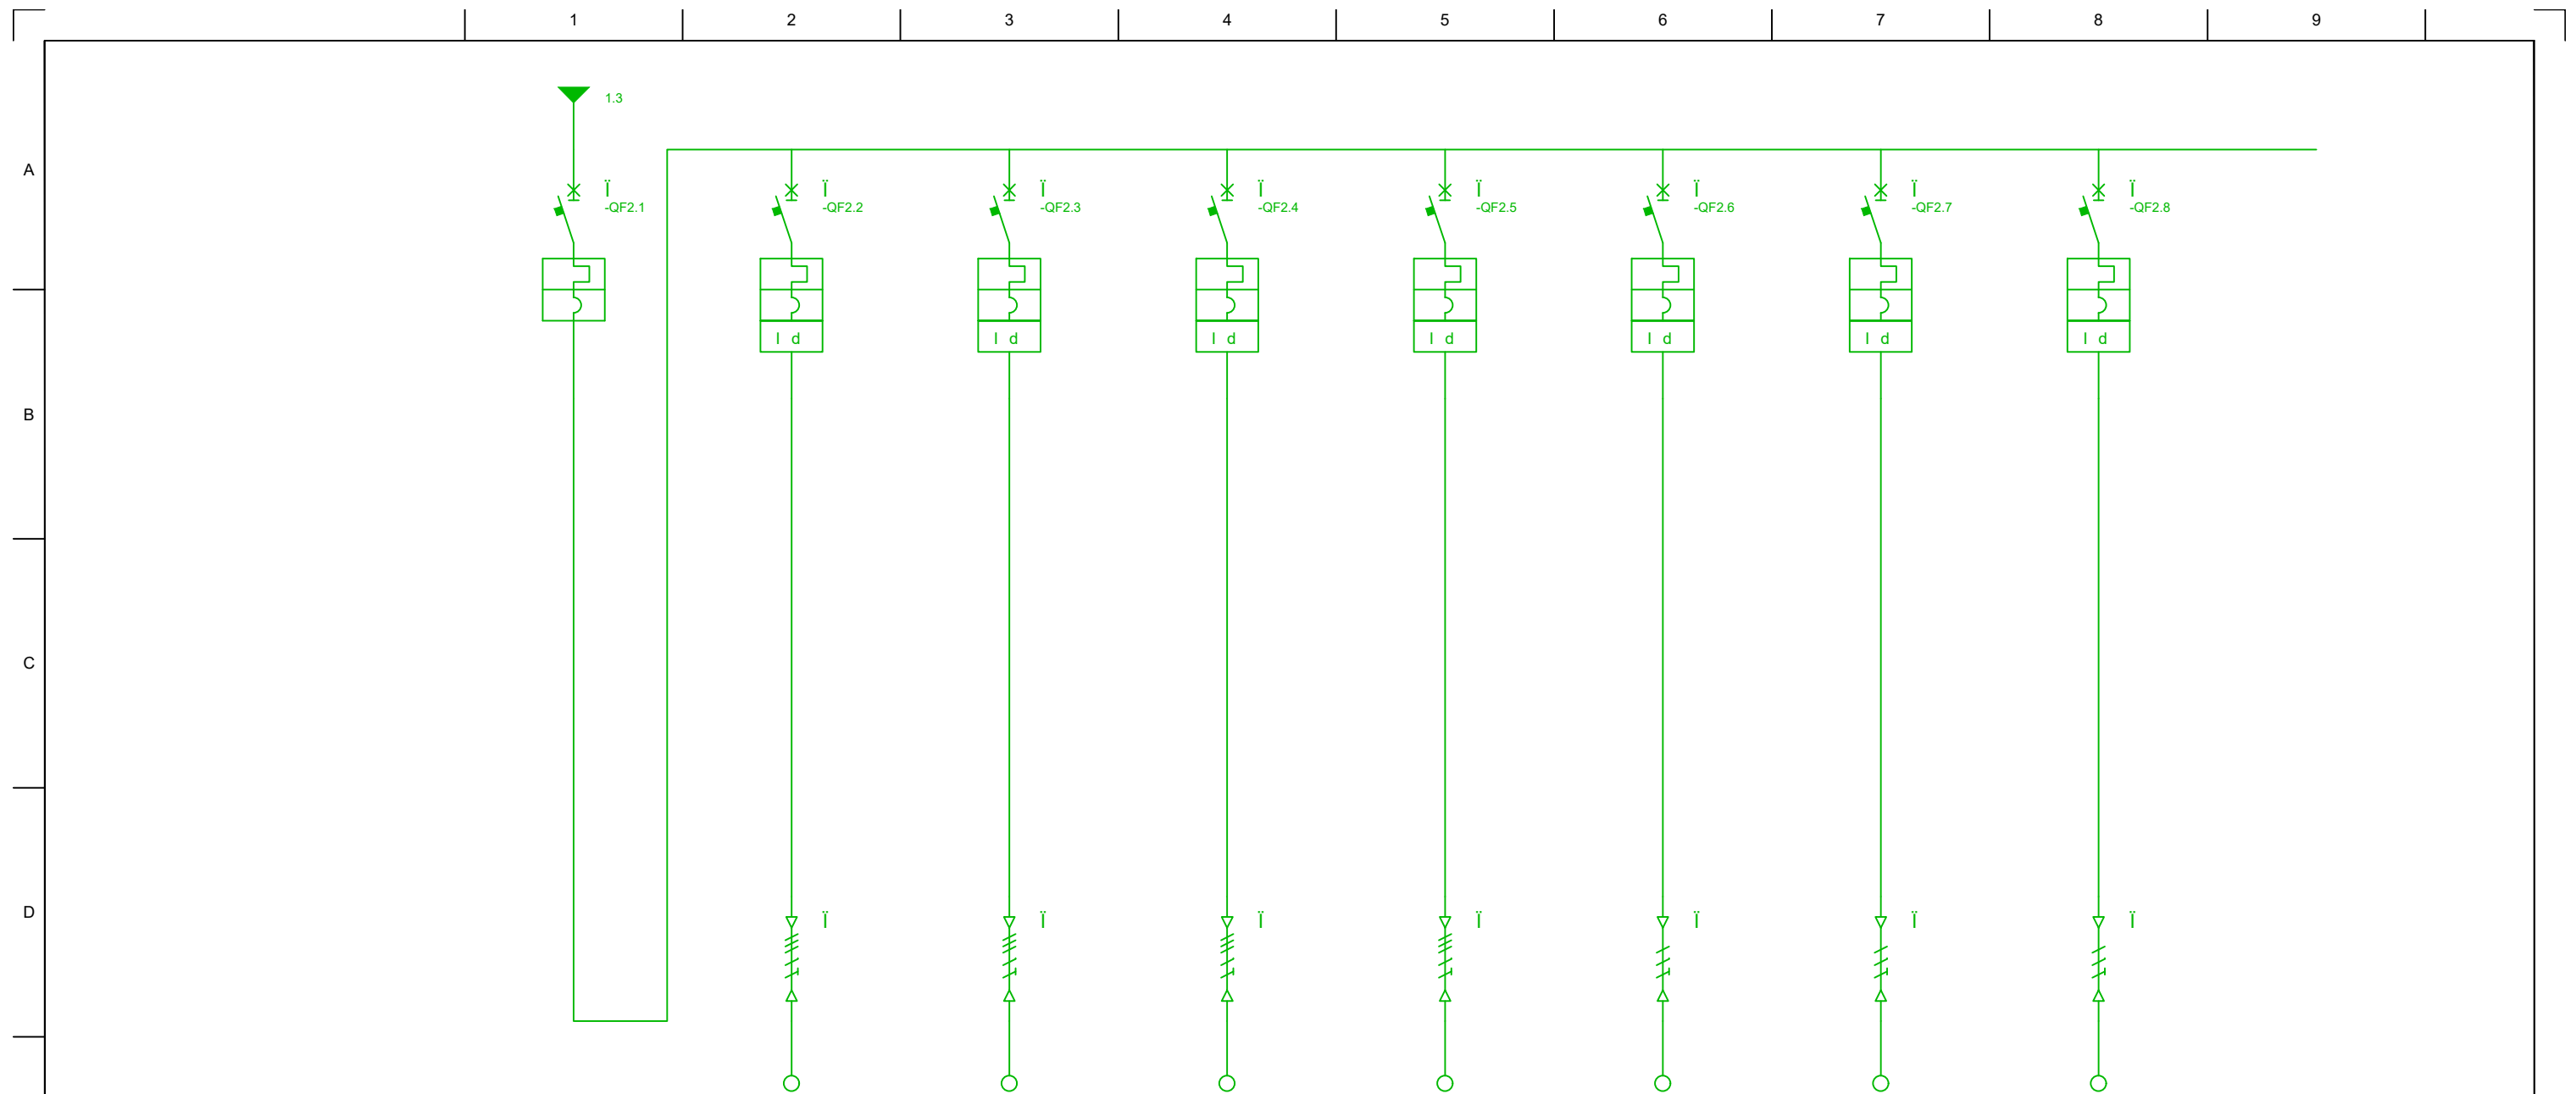 1 2 3 4 5 6 7 8 9
1.3
A
Ï Ï Ï Ï Ï Ï Ï Ï
-QF2.1 -QF2.2 -QF2.3 -QF2.4 -QF2.5 -QF2.6 -QF2.7 -QF2.8
I d I d I d I d I d I d I d
B
C
D
Ï Ï Ï Ï Ï Ï Ï